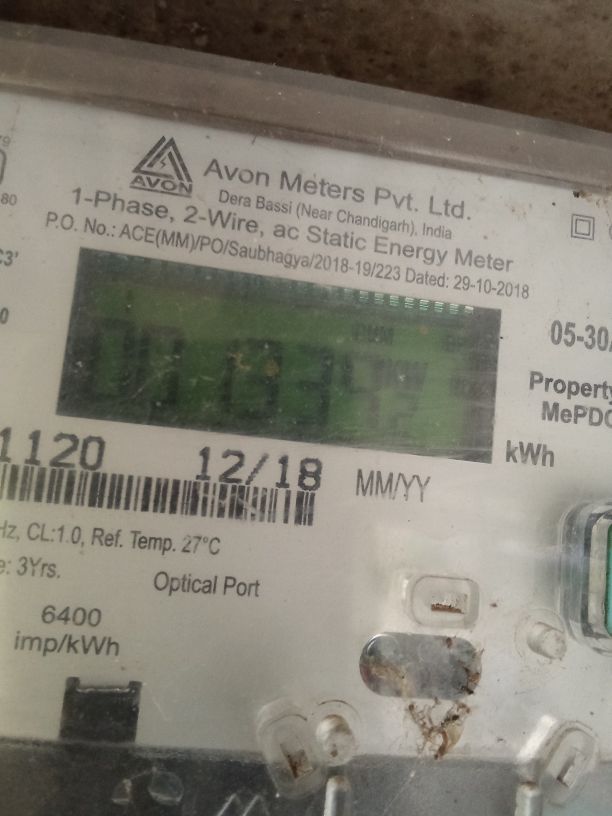 AVON
Avon Meters Pvt. Ltd.
Dera Bassi (Near Chandigarh), India
1-Phase, 2-Wire, ac Static Energy Meter
P.O. No.: ACE(MM)/PO/Saubhagya/2018-19/223 Dated: 29-10-2018
05-30/
Property
MePDC
kWh
1120 12/18 MM/YY
Hz, CL:1.0, Ref. Temp. 27°C
e: 3Yrs.
Optical Port
6400
imp/kWh